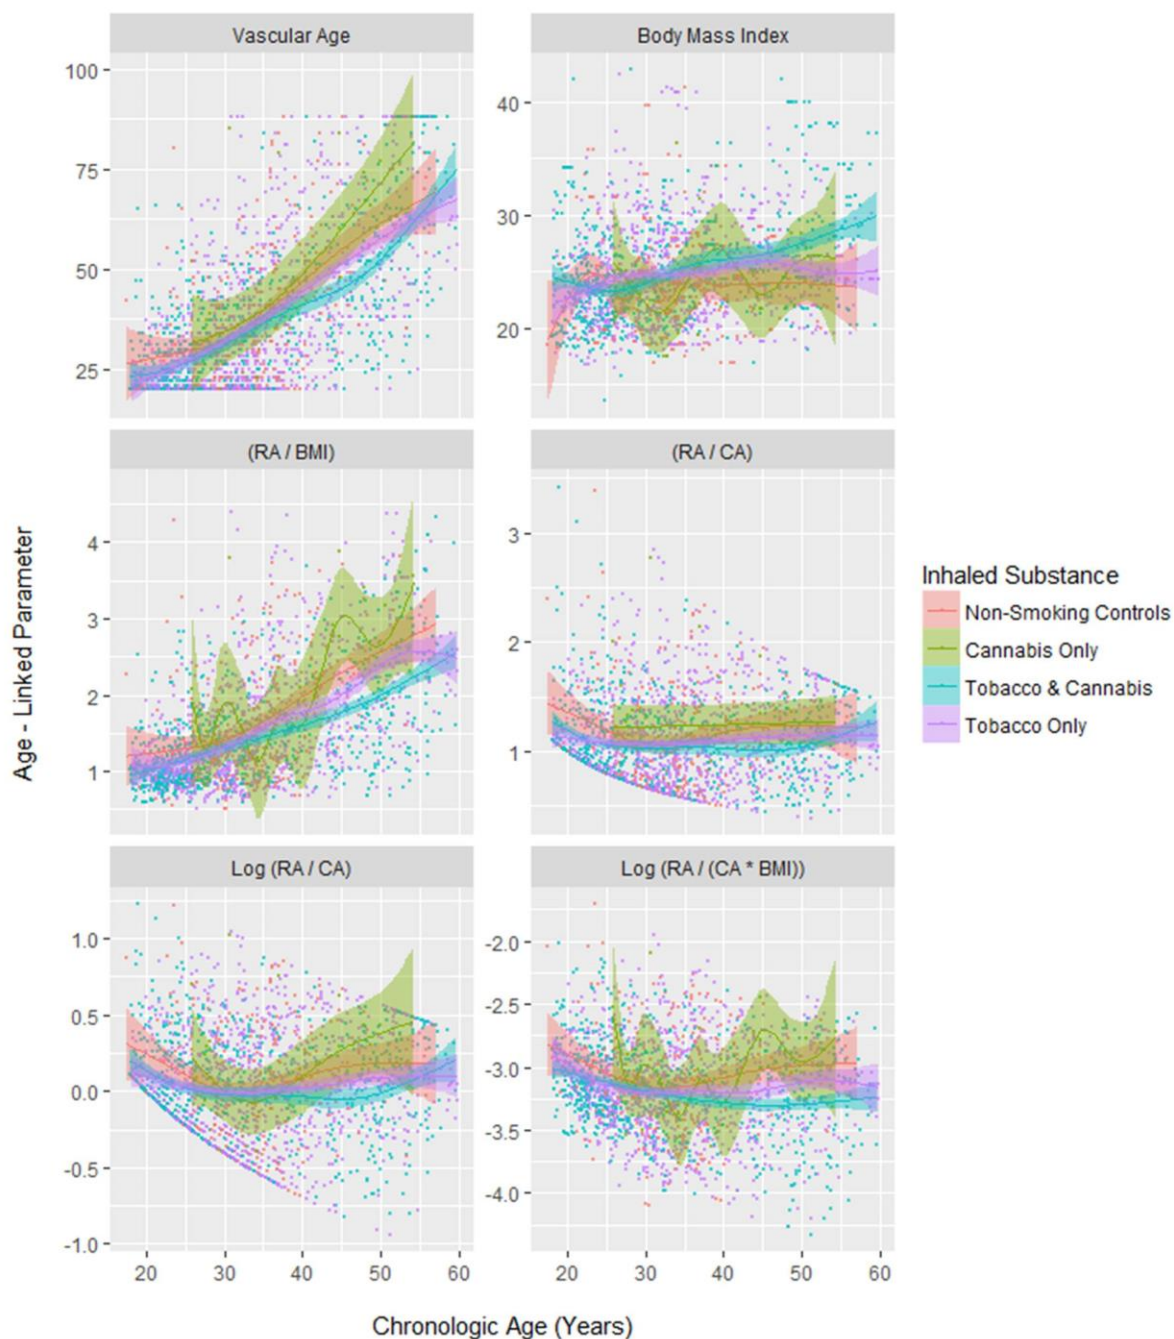 Vascular Age
Body Mass Index
100
75
50
25
40
30
20
(RA / BMI)
(RA / CA)
4
3
2
1
3
2
1
Log (RA / CA)
Log (RA / (CA * BMI))
1.0
0.5
0.0
-0.5
-1.0
-2.0
-2.5
-3.0
-3.5
-4.0
20 30 40 50 60
20 30 40 50 60
Age - Linked Parameter
Chronologic Age (Years)
Inhaled Substance
Non-Smoking Controls
Cannabis Only
Tobacco & Cannabis
Tobacco Only